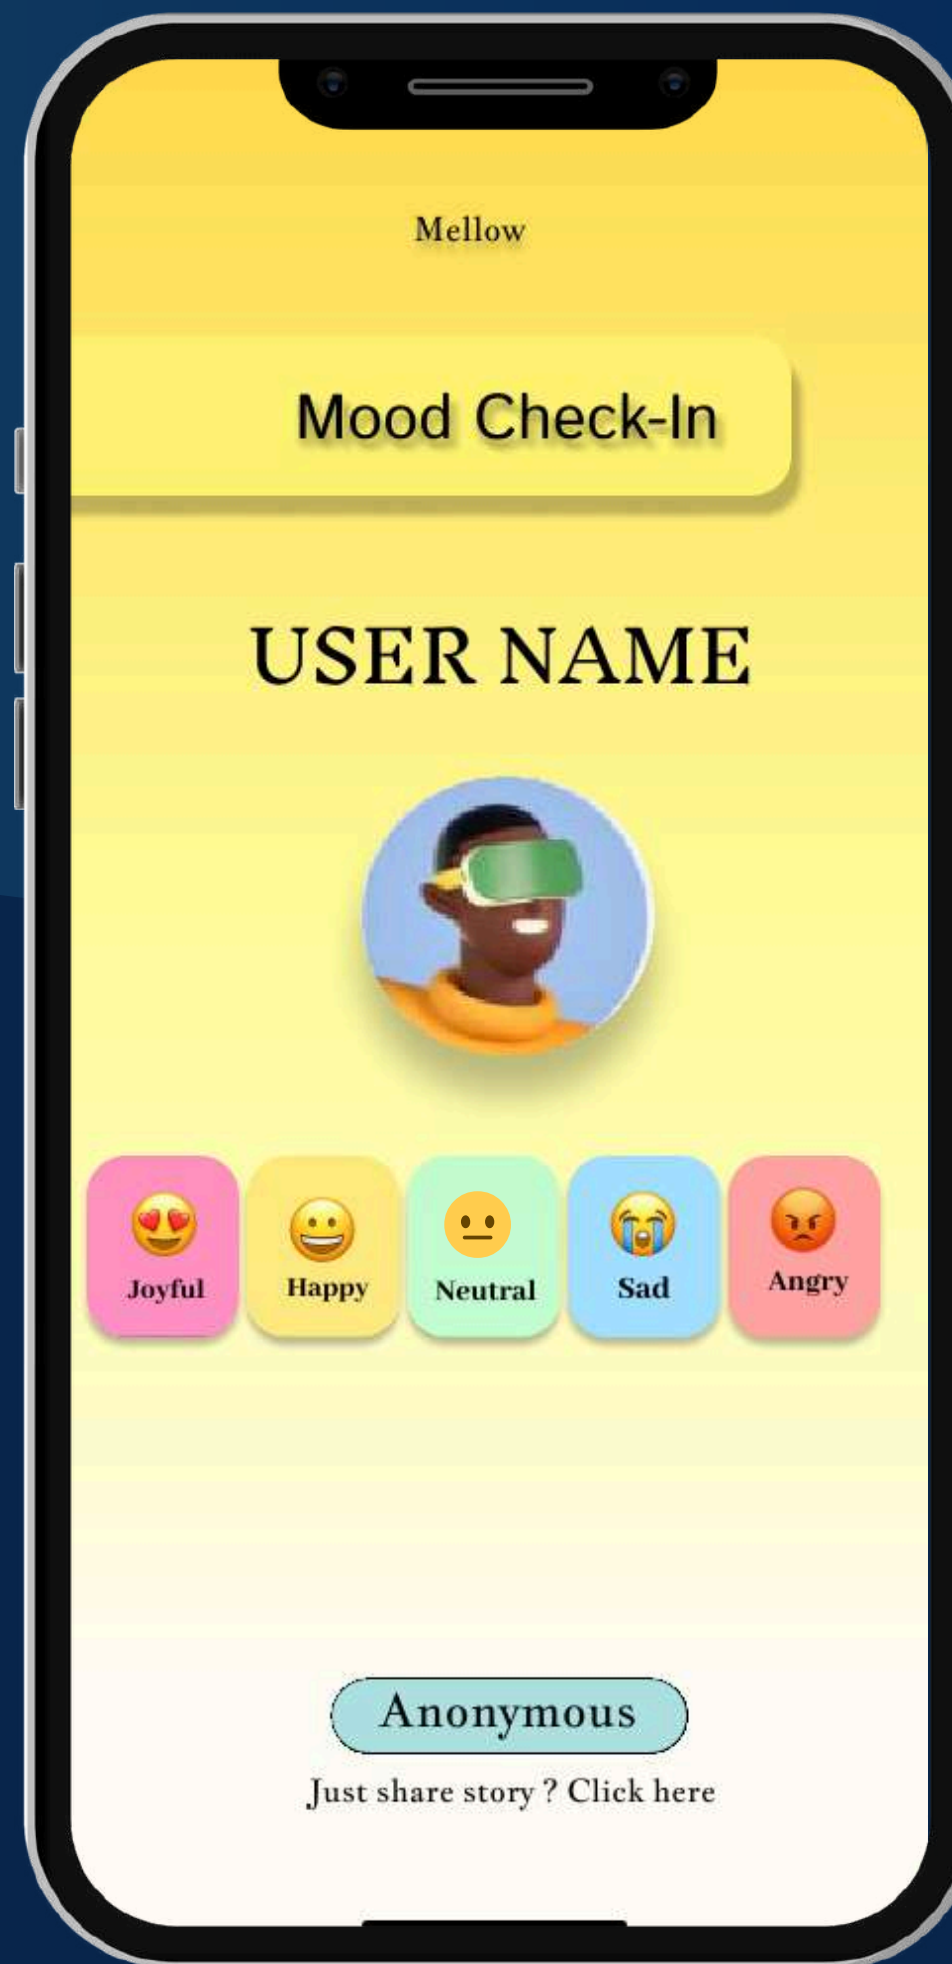 Mellow
Mood Check-In
USER NAME
Joyful
Happy
Neutral
Sad
Angry
Anonymous
Just share story ? Click here